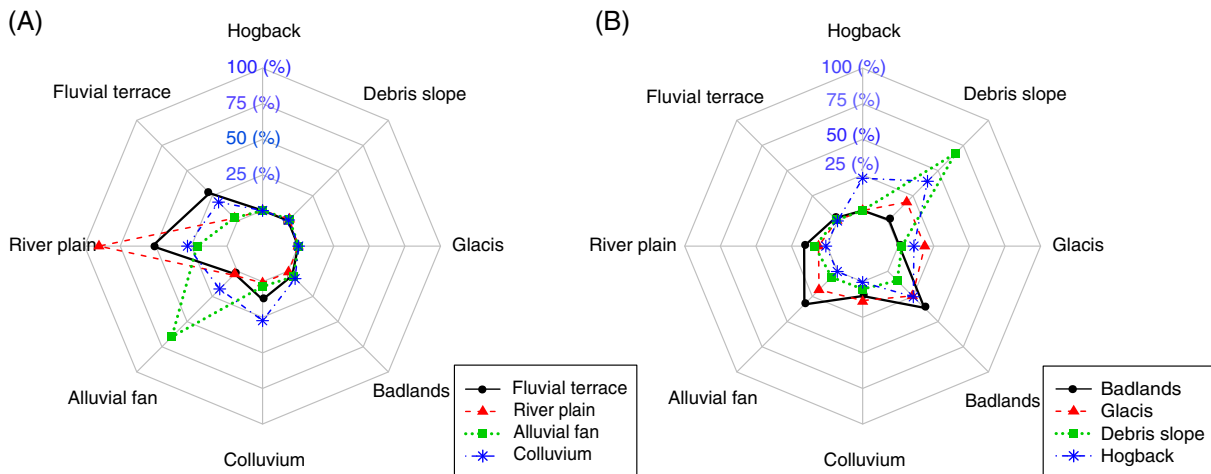 (A)
Hogback
100 (%)
75 (%)
50 (%)
25 (%)
Fluvial terrace
Debris slope
River plain
Glacis
Alluvial fan
Badlands
Colluvium
Fluvial terrace
River plain
Alluvial fan
Colluvium
(B)
Hogback
100 (%)
75 (%)
50 (%)
25 (%)
Fluvial terrace
Debris slope
River plain
Glacis
Alluvial fan
Badlands
Colluvium
Badlands
Glacis
Debris slope
Hogback